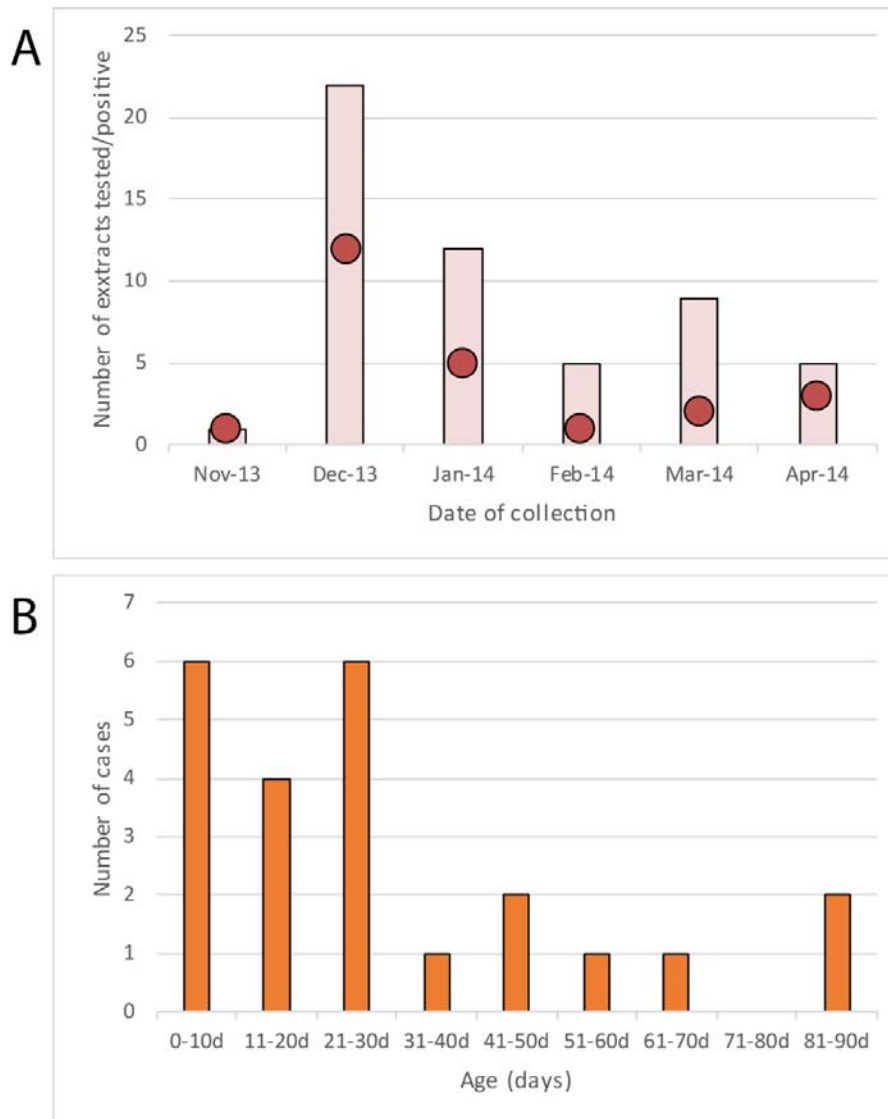 A
Number of exxtracts tested/positive
25
20
15
10
5
0
Nov-13 Dec-13 Jan-14 Feb-14 Mar-14 Apr-14
Date of collection
B
Number of cases
7
6
5
4
3
2
1
0
0-10d 11-20d 21-30d 31-40d 41-50d 51-60d 61-70d 71-80d 81-90d
Age (days)